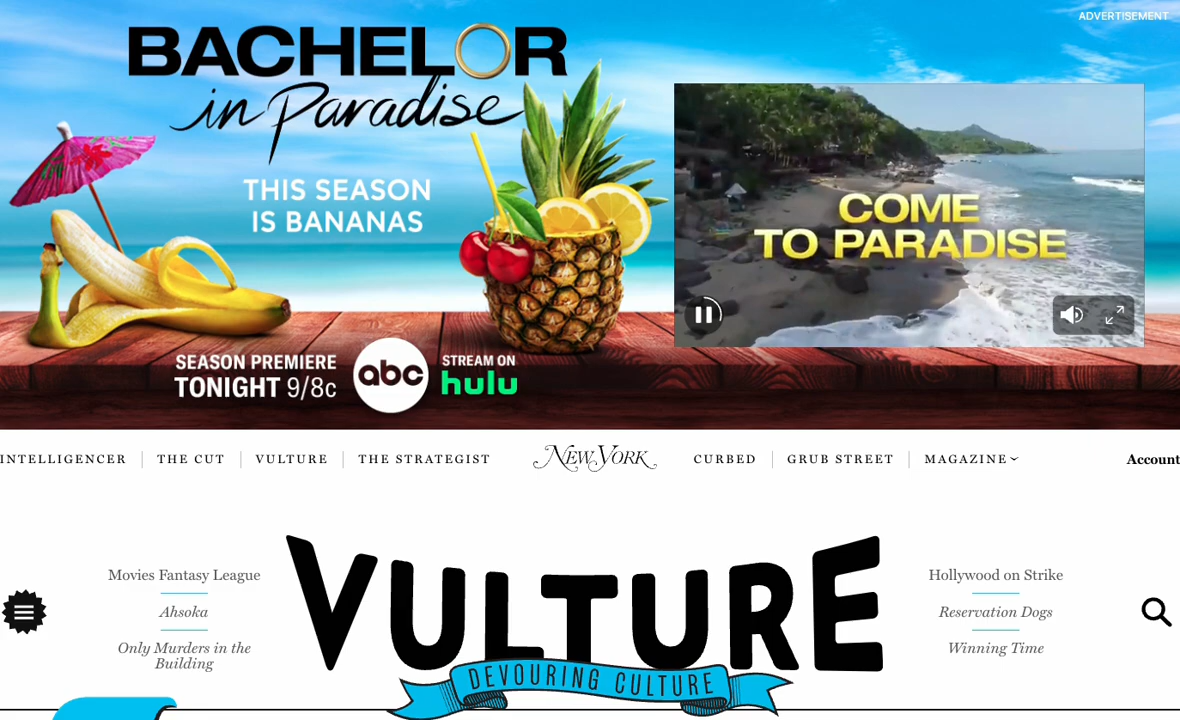 ADVERTISEMENT
BACHELOR
in Paradise
THIS SEASON
IS BANANAS
COME
TO PARADISE
SEASON PREMIERE
TONIGHT 9/8c
abc
STREAM ON
hulu
INTELLIGENCER
THE CUT
VULTURE
THE STRATEGIST
NEW YORK
CURBED
GRUB STREET
MAGAZINE
Account
Movies Fantasy League
Ahsoka
Only Murders in the
Building
VULTURE
DEVOURING CULTURE
Hollywood on Strike
Reservation Dogs
Winning Time